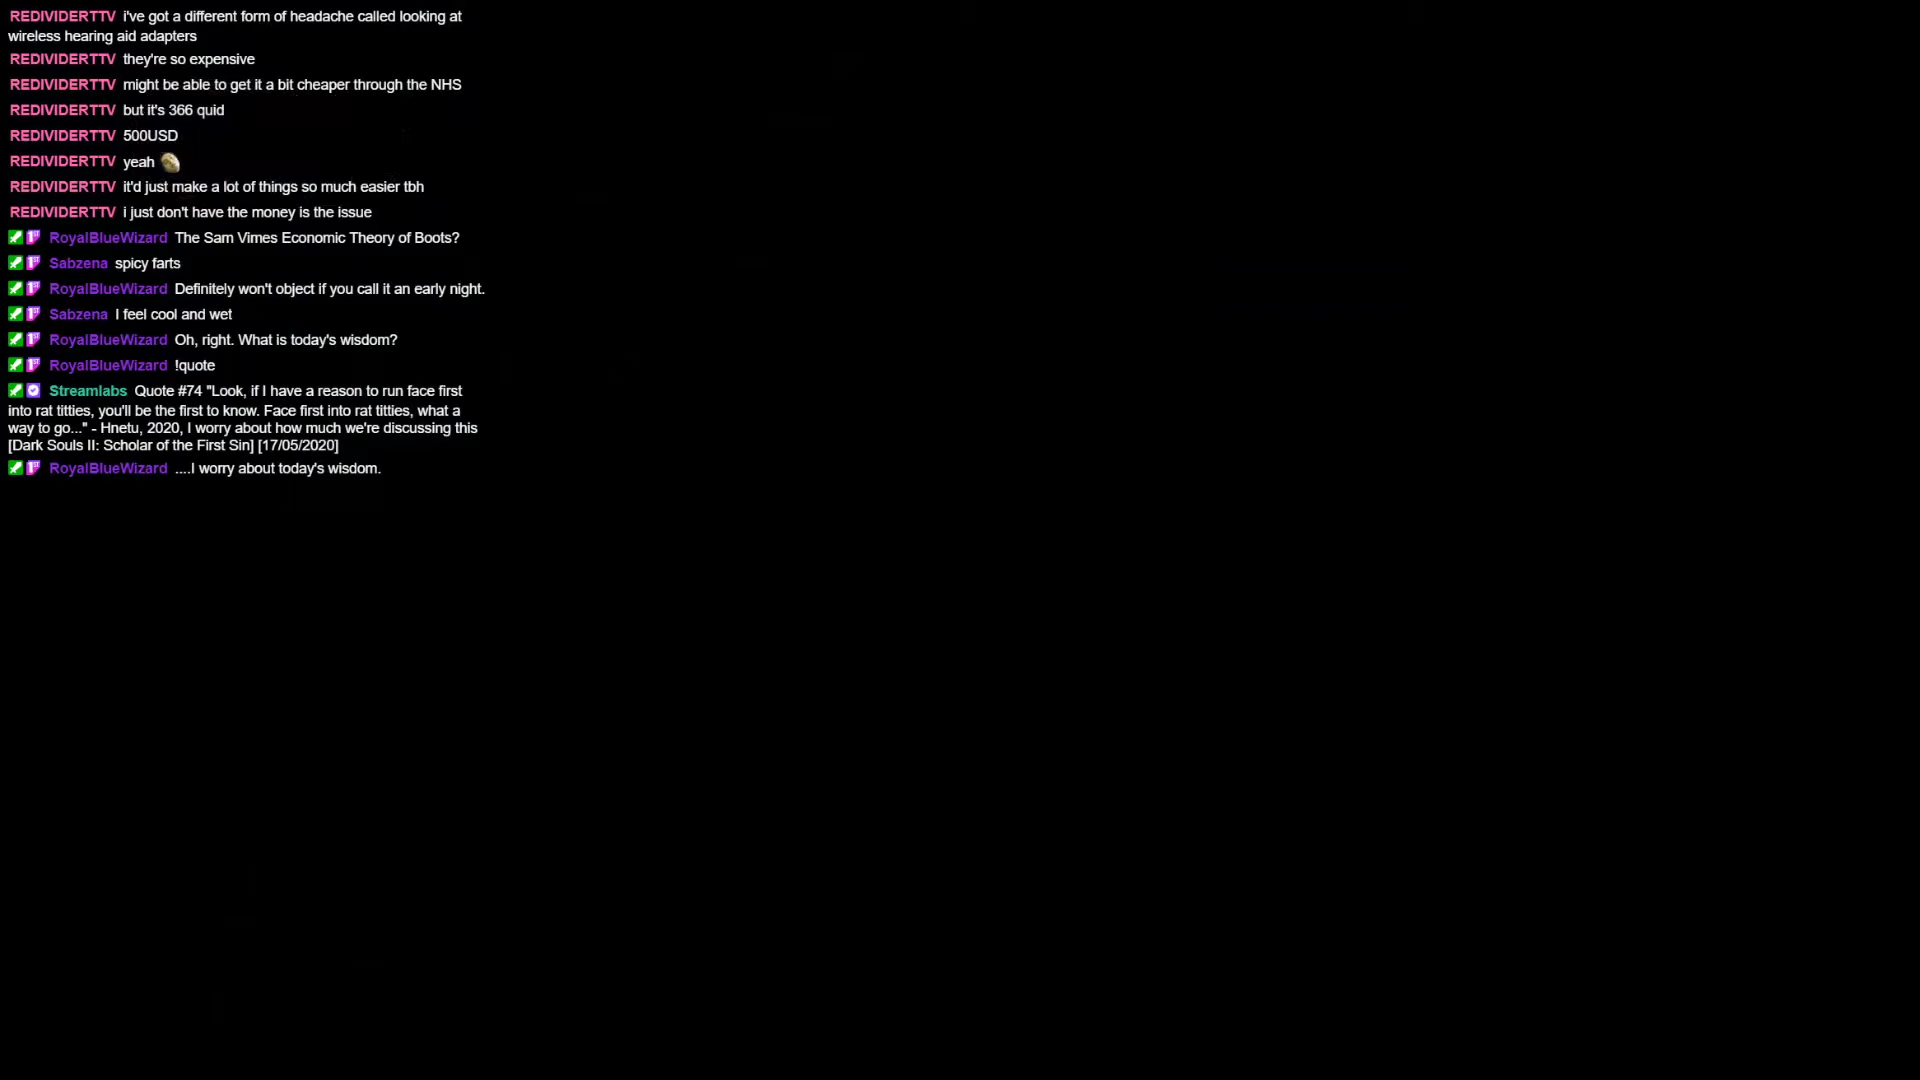 REDIVIDERTTV i've got a different form of headache called looking at
wireless hearing aid adapters
REDIVIDERTTV they're so expensive
REDIVIDERTTV might be able to get it a bit cheaper through the NHS
REDIVIDERTTV but it's 366 quid
REDIVIDERTTV 500USD
REDIVIDERTTV yeah
REDIVIDERTTV it'd just make a lot of things so much easier tbh
REDIVIDERTTV i just don't have the money is the issue
RoyalBlueWizard The Sam Vimes Economic Theory of Boots?
Sabzena spicy farts
RoyalBlueWizard Definitely won't object if you call it an early night.
Sabzena I feel cool and wet
RoyalBlueWizard Oh, right. What is today's wisdom?
RoyalBlueWizard !quote
Streamlabs Quote #74 "Look, if I have a reason to run face first
into rat titties, you'll be the first to know. Face first into rat titties, what a
way to go..." - Hnetu, 2020, I worry about how much we're discussing this
[Dark Souls II: Scholar of the First Sin] [17/05/2020]
RoyalBlueWizard ....I worry about today's wisdom.